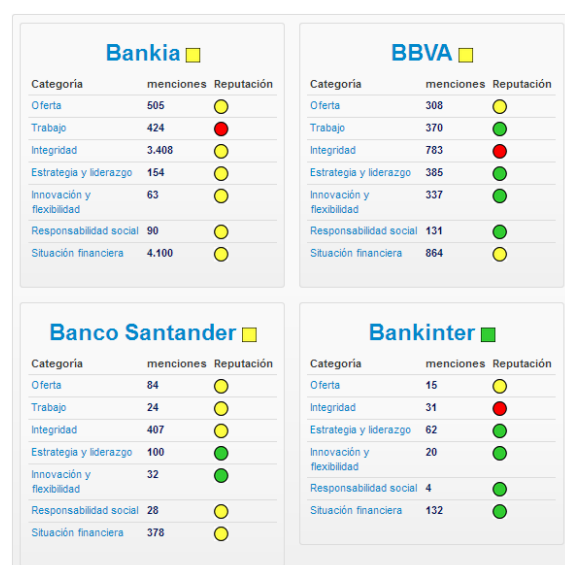 Bankia
Categoría menciones Reputación
Oferta 505
Trabajo 424
Integridad 3.408
Estrategia y liderazgo 154
Innovación y 63
flexibilidad
Responsabilidad social 90
Situación financiera 4.100
BBVA
Categoría menciones Reputación
Oferta 308
Trabajo 370
Integridad 783
Estrategia y liderazgo 385
Innovación y 337
flexibilidad
Responsabilidad social 131
Situación financiera 864
Banco Santander
Categoría menciones Reputación
Oferta 84
Trabajo 24
Integridad 407
Estrategia y liderazgo 100
Innovación y 32
flexibilidad
Responsabilidad social 28
Situación financiera 378
Bankinter
Categoría menciones Reputación
Oferta 15
Integridad 31
Estrategia y liderazgo 62
Innovación y 20
flexibilidad
Responsabilidad social 4
Situación financiera 132